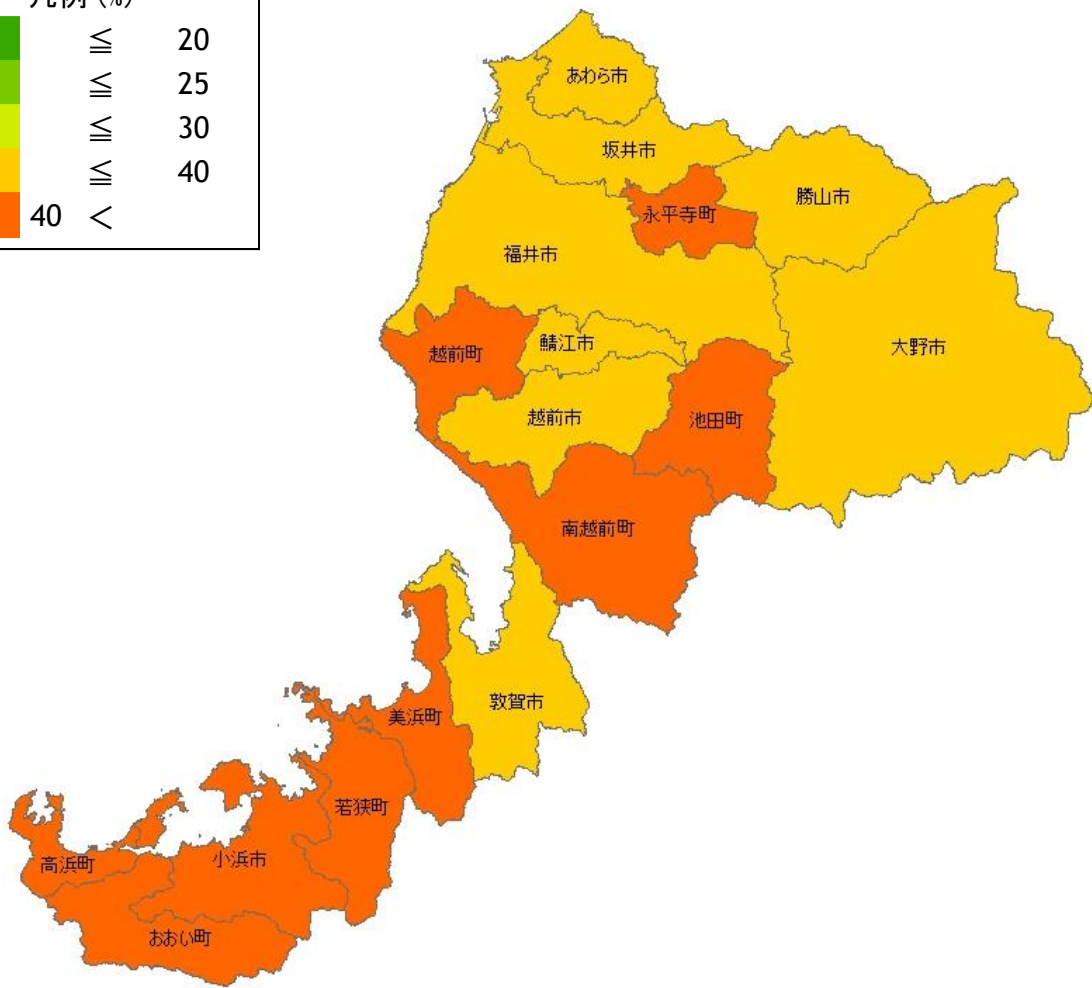 凡例(%)
≦ 20
≦ 25
≦ 30
≦ 40
40 <
あわら市
坂井市
勝山市
永平寺町
福井市
鯖江市
大野市
越前町
越前市
池田町
南越前町
敦賀市
美浜町
若狭町
小浜市
高浜町
おおい町